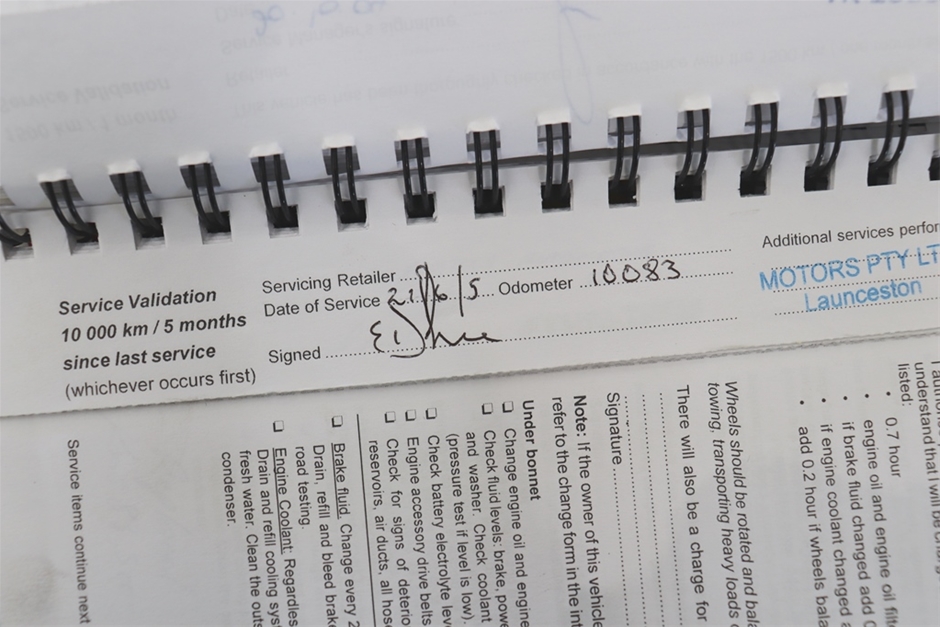 Service Validation
10 000 km / 5 months
since last service
(whichever occurs first)
Servicing Retailer
Date of Service 21/6/5 Odometer 10083
Signed
Additional services perfor
MOTORS PTY LT
Launceston
understand that I will be
listed:
• 0.7 hour
• engine oil and engine oil filt
• if brake fluid changed add 0
• if engine coolant changed a
• add 0.2 hour if wheels bala
Wheels should be rotated and bala
towing, transporting heavy loads
There will also be a charge for
Signature
Note: If the owner of this vehicle
refer to the change form in the int
Under bonnet
❑ Change engine oil and engine
❑ Check fluid levels: brake, powe
and washer. Check coolant
(pressure test if level is low).
❑ Check battery electrolyte lev
❑ Engine accessory drive belts
❑ Check for signs of deterio
reservoirs, air ducts, all hose
❑ Brake fluid. Change every 2
Drain, refill and bleed brake
road testing.
❑ Engine Coolant: Regardles
Drain and refill cooling sys
fresh water. Clean the outs
condenser.
Service items continue next